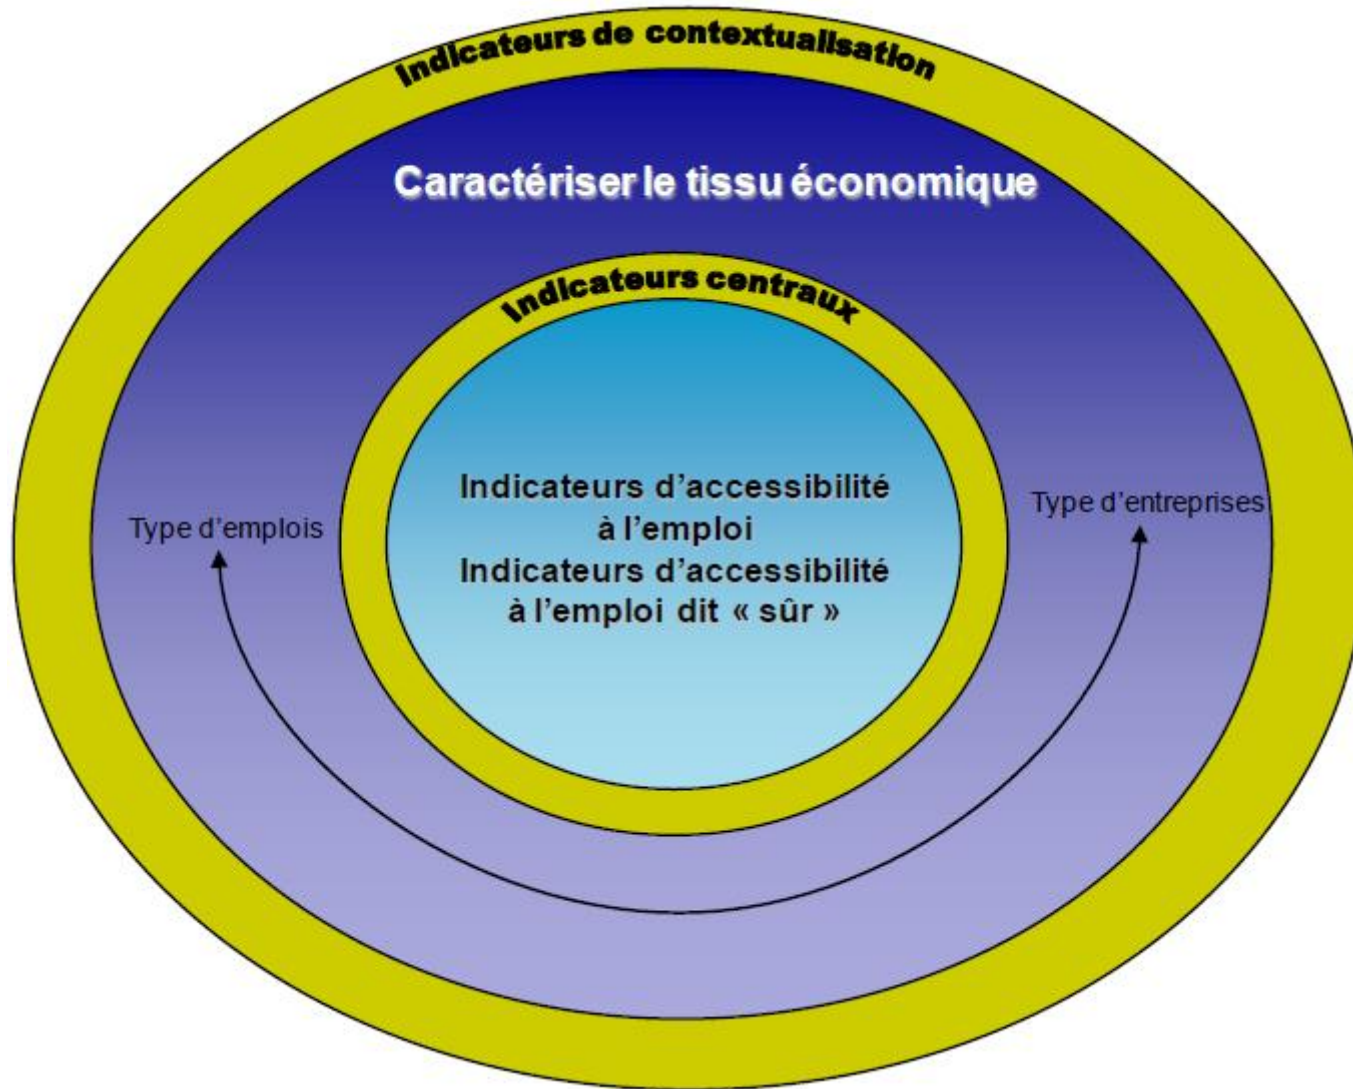 Indicateurs de contextualisation
Caractériser le tissu économique
Indicateurs centraux
Indicateurs d’accessibilité
à l’emploi
Indicateurs d’accessibilité
à l’emploi dit « sûr »
Type d’emplois
Type d’entreprises